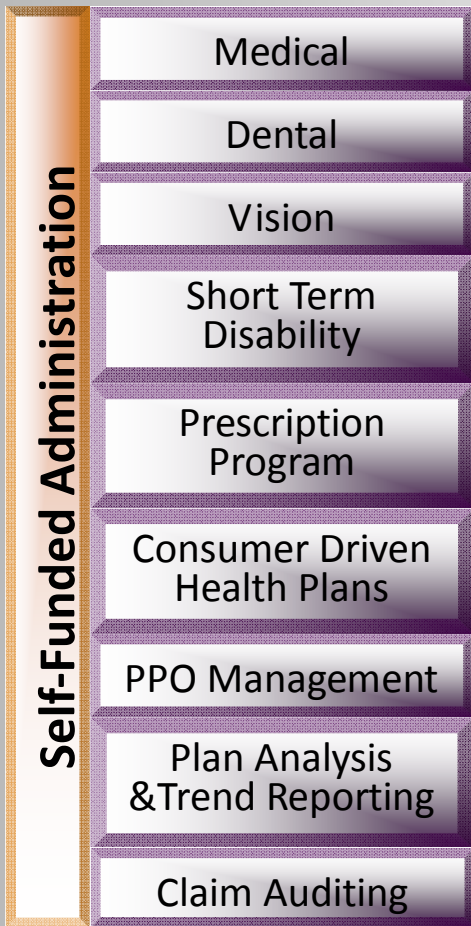 Self-Funded Administration
Medical
Dental
Vision
Short Term
Disability
Prescription
Program
Consumer Driven
Health Plans
PPO Management
Plan Analysis
&Trend Reporting
Claim Auditing